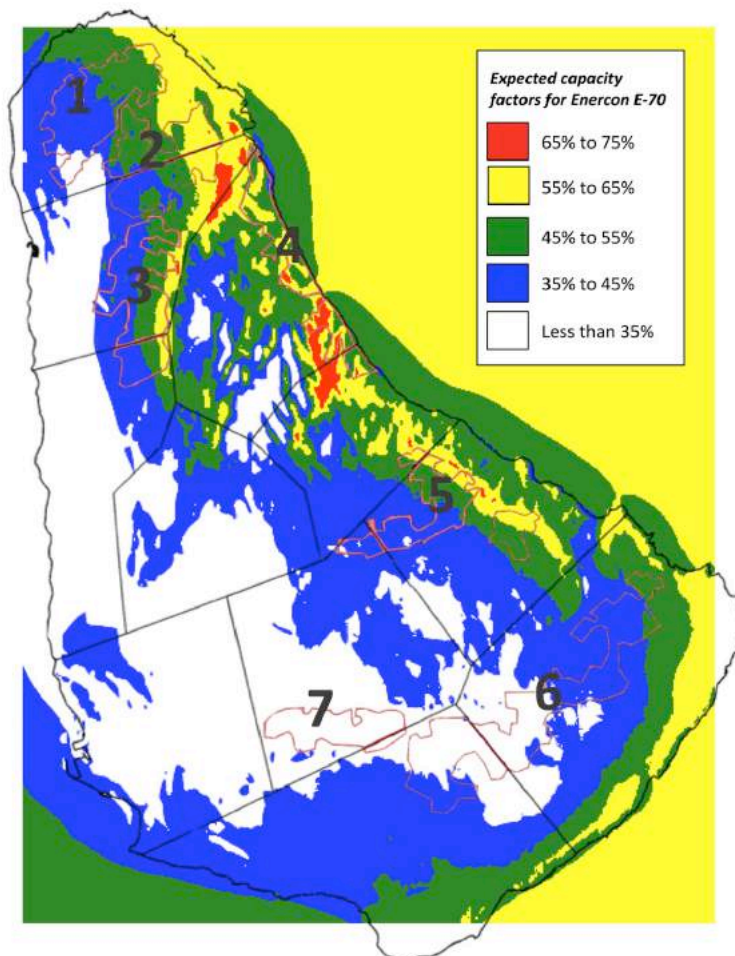 Expected capacity
factors for Enercon E-70
65% to 75%
55% to 65%
45% to 55%
35% to 45%
Less than 35%
1
2
3
4
5
6
7